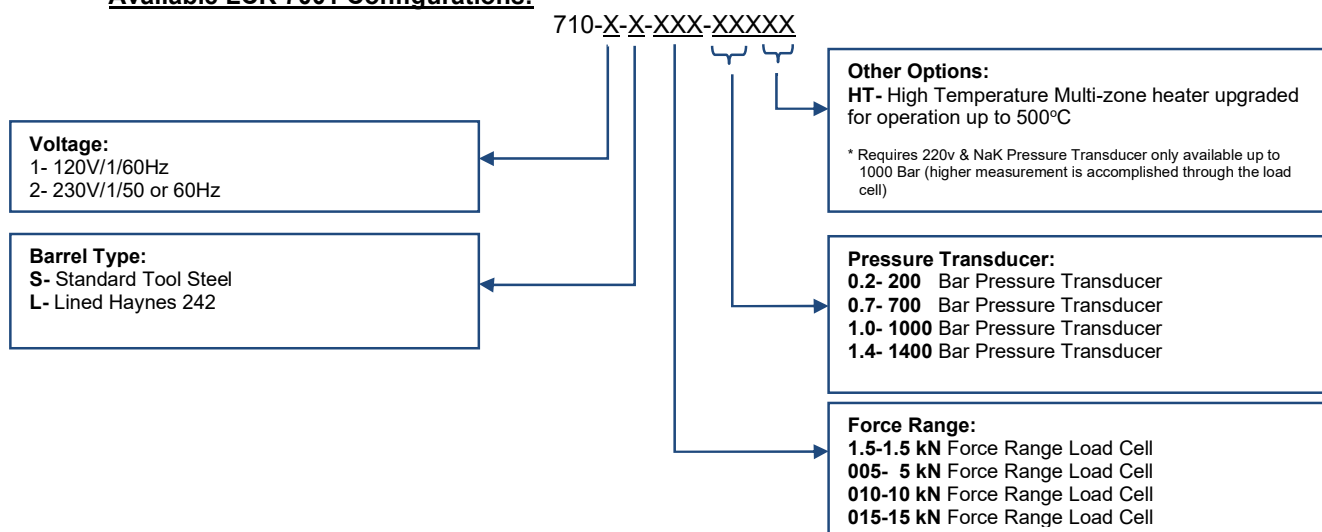 Available LCR 7001 Configurations:
710-X-X-XXX-XXXXX
Voltage:
1- 120V/1/60Hz
2- 230V/1/50 or 60Hz
Barrel Type:
S- Standard Tool Steel
L- Lined Haynes 242
Other Options:
HT- High Temperature Multi-zone heater upgraded
for operation up to 500ºC
* Requires 220v & NaK Pressure Transducer only available up to
1000 Bar (higher measurement is accomplished through the load
cell)
Pressure Transducer:
0.2- 200 Bar Pressure Transducer
0.7- 700 Bar Pressure Transducer
1.0- 1000 Bar Pressure Transducer
1.4- 1400 Bar Pressure Transducer
Force Range:
1.5-1.5 kN Force Range Load Cell
005- 5 kN Force Range Load Cell
010-10 kN Force Range Load Cell
015-15 kN Force Range Load Cell